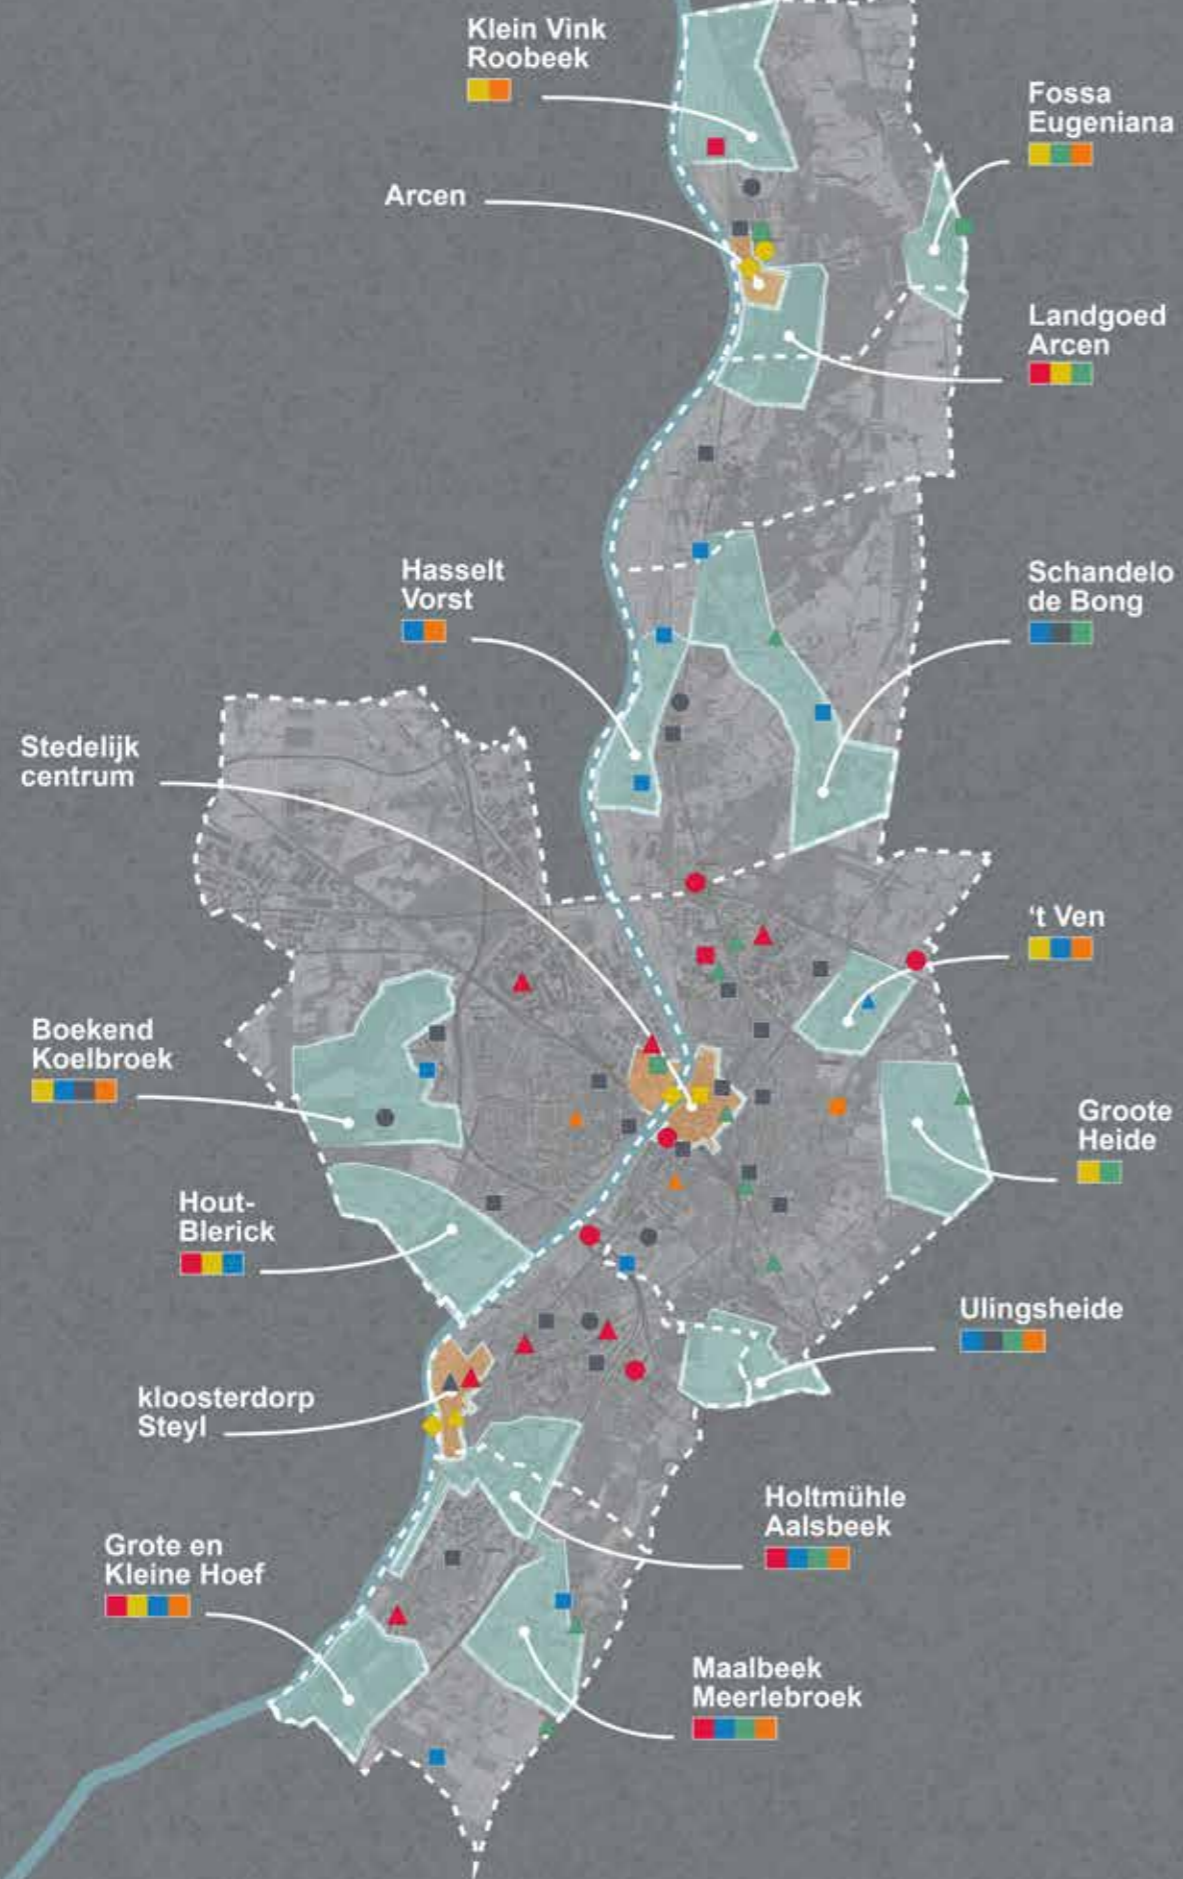 Klein Vink
Roobeek
Fossa
Eugeniana
Arcen
Landgoed
Arcen
Hasselt
Vorst
Schandelo
de Bong
Stedelijk
centrum
‘t Ven
Boekend
Koelbroek
Groote
Heide
Hout-
Blerick
Ulingsheide
kloosterdorp
Steyl
Holtmühle
Aalsbeek
Grote en
Kleine Hoef
Maalbeek
Meerlebroek